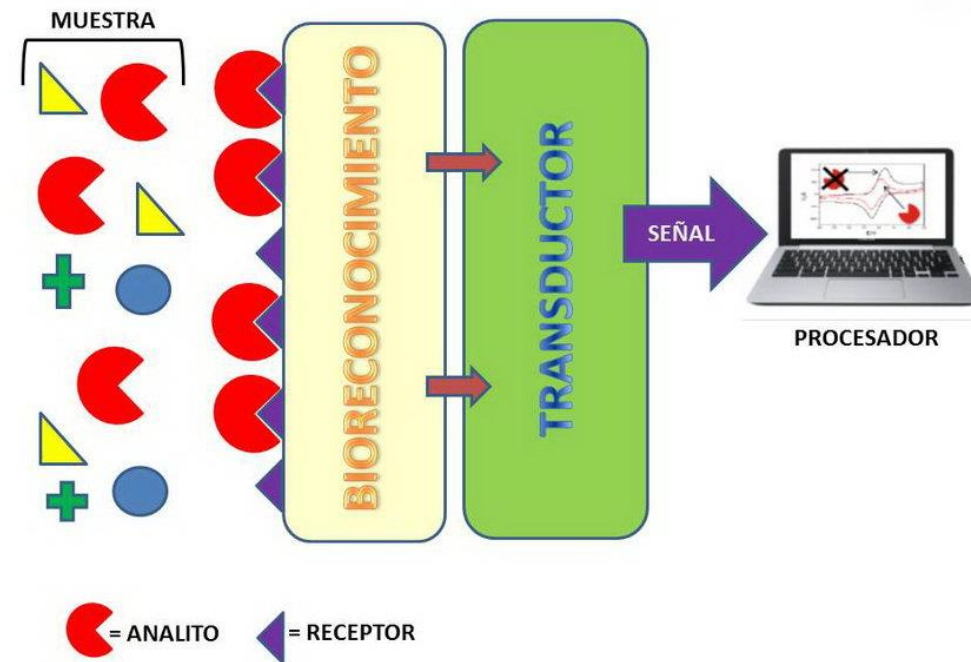 MUESTRA
BIORECONOCIMIENTO
TRANSDUCTOR
SEÑAL
PROCESADOR
= ANALITO
= RECEPTOR